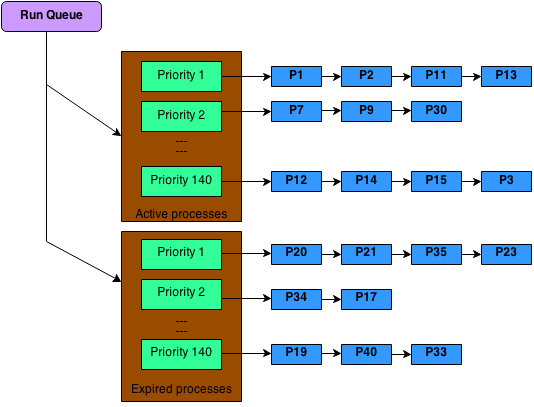 Run Queue
Priority 1 P1 P2 P11 P13
Priority 2 P7 P9 P30
---
---
Priority 140 P12 P14 P15 P3
Active processes
Priority 1 P20 P21 P35 P23
Priority 2 P34 P17
---
---
Priority 140 P19 P40 P33
Expired processes